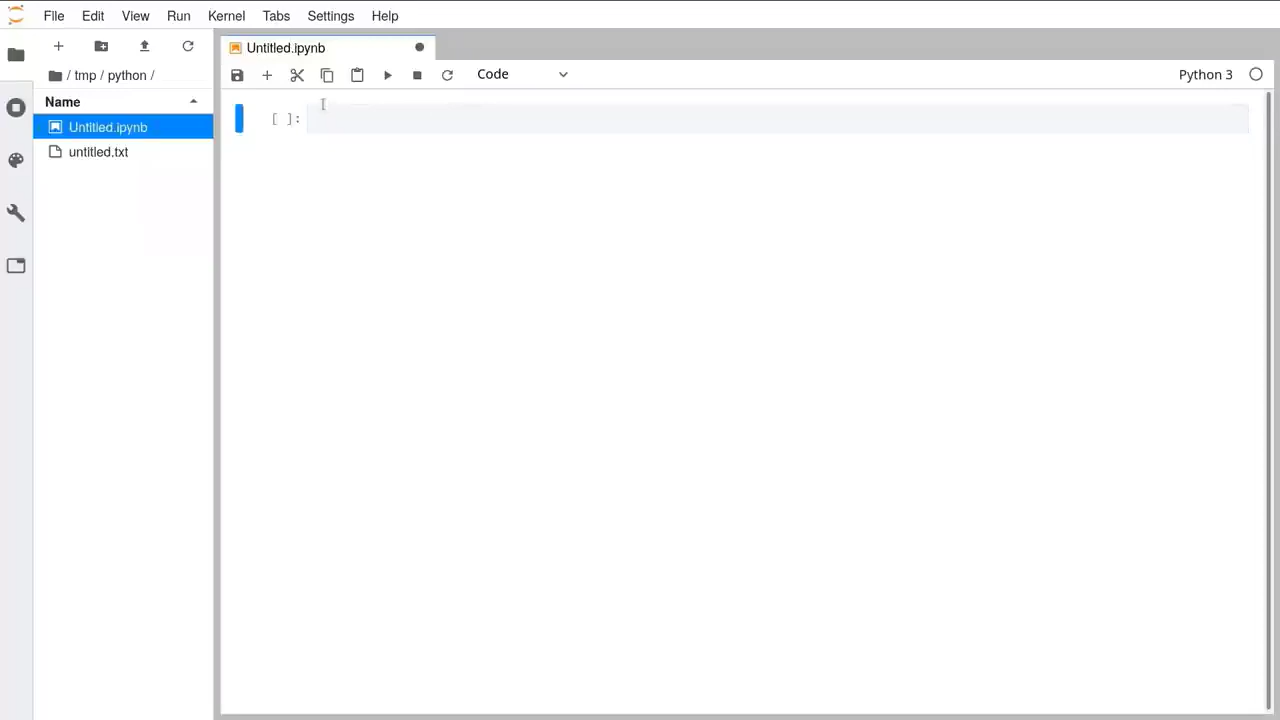 File Edit View Run Kernel Tabs Settings Help
Untitled.ipynb
/ tmp / python /
Code
Python 3
Name
Untitled.ipynb
[ ]:
untitled.txt